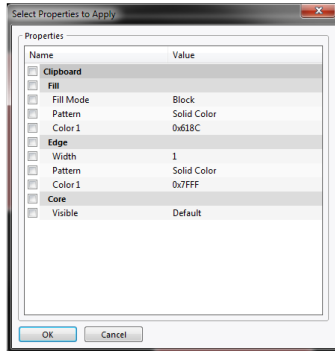 Select Properties to Apply
Properties
Name Value
Clipboard
Fill
Fill Mode Block
Pattern Solid Color
Color 1 0x618C
Edge
Width 1
Pattern Solid Color
Color 1 0x7FFF
Core
Visible Default
OK Cancel